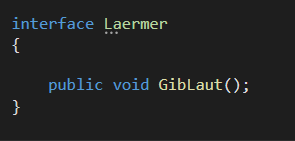 interface Laermer
{
public void GibLaut();
}